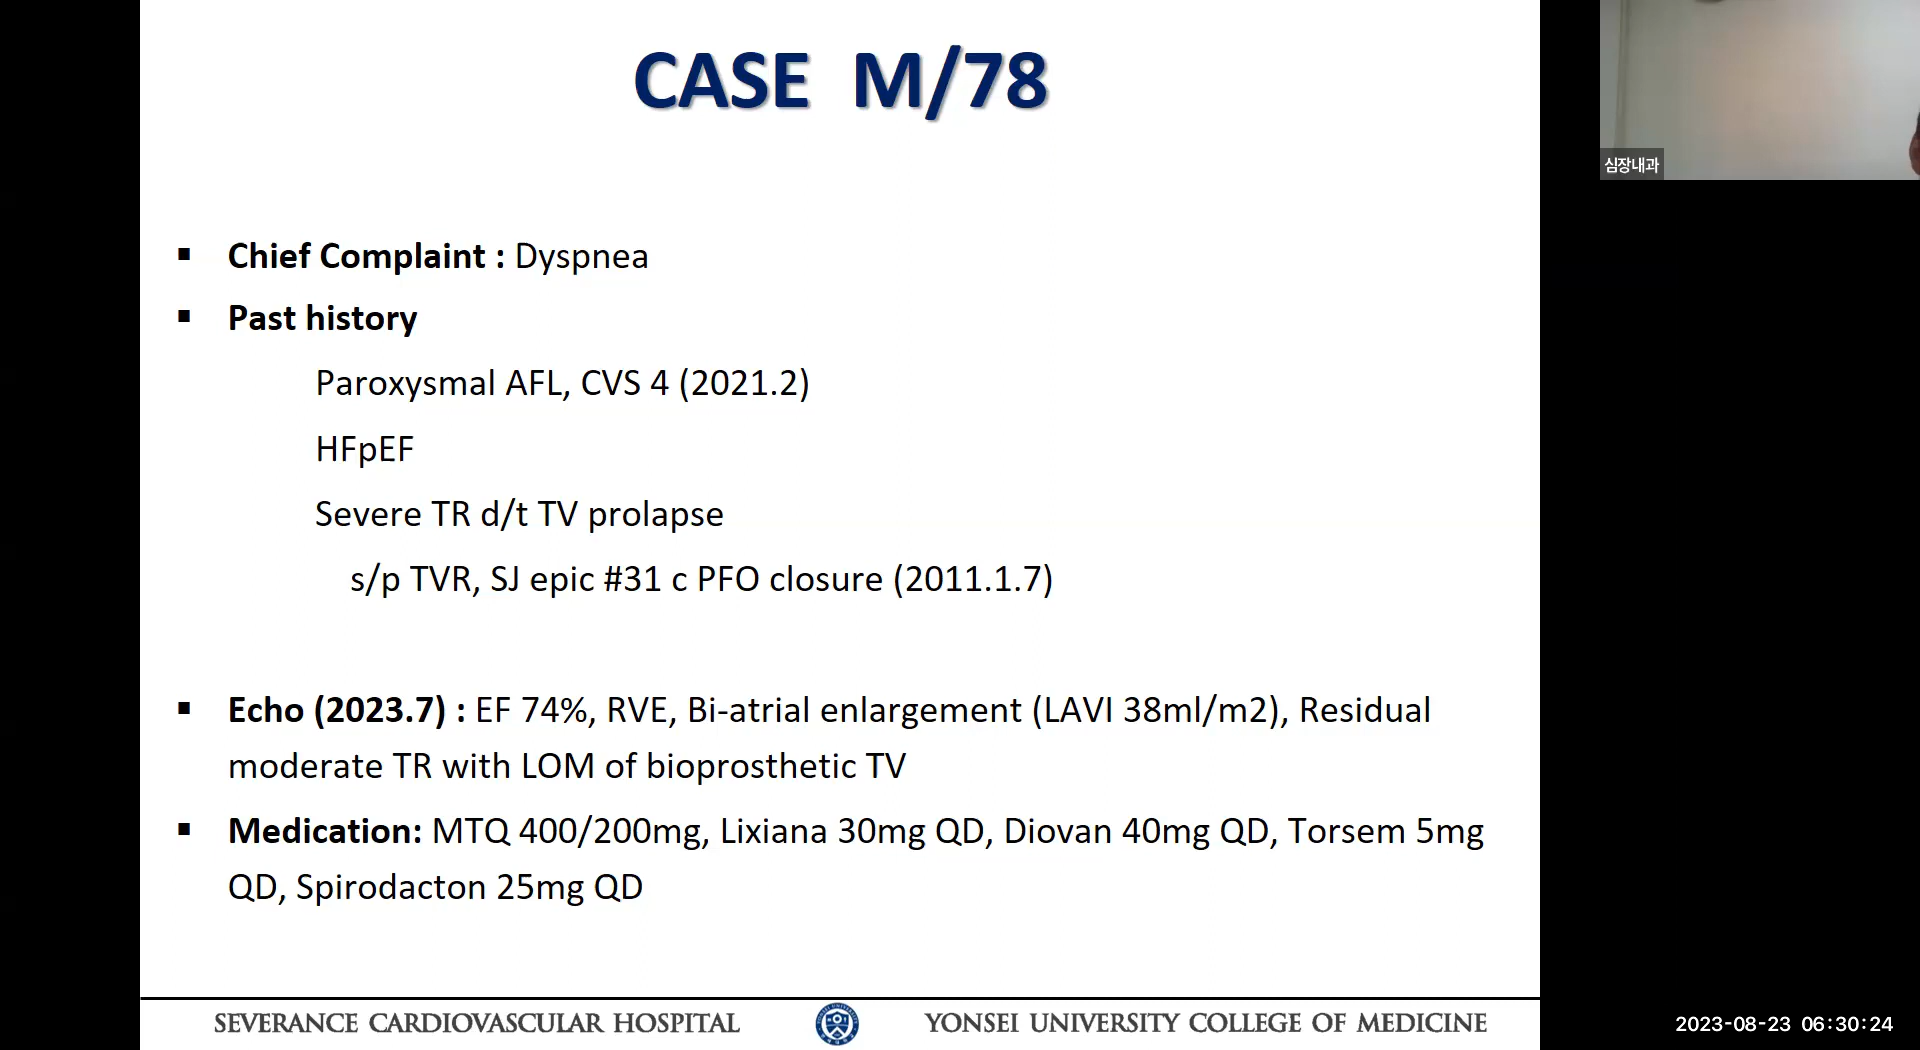 CASE M/78
심장내과
▪ Chief Complaint : Dyspnea
▪ Past history
Paroxysmal AFL, CVS 4 (2021.2)
HFpEF
Severe TR d/t TV prolapse
s/p TVR, SJ epic #31 c PFO closure (2011.1.7)
▪ Echo (2023.7) : EF 74%, RVE, Bi-atrial enlargement (LAVI 38ml/m2), Residual
moderate TR with LOM of bioprosthetic TV
▪ Medication: MTQ 400/200mg, Lixiana 30mg QD, Diovan 40mg QD, Torsem 5mg
QD, Spirodacton 25mg QD
SEVERANCE CARDIOVASCULAR HOSPITAL
YONSEI UNIVERSITY COLLEGE OF MEDICINE
2023-08-23 06:30:24